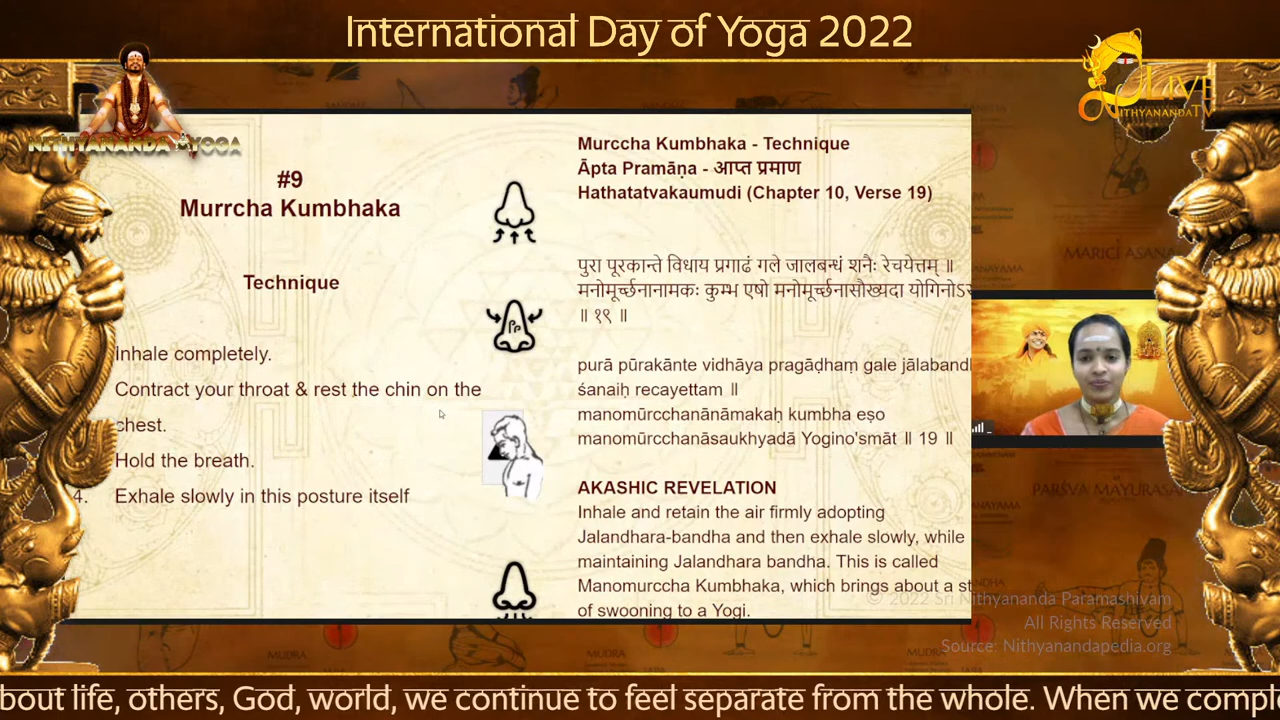 International Day of Yoga 2022
LIVE
NITHYANANDATV
NITHYANANDA YOGA
#9
Murrcha Kumbhaka
Technique
Inhale completely.
Contract your throat & rest the chin on the
chest.
Hold the breath.
4. Exhale slowly in this posture itself
Murccha Kumbhaka - Technique
Āpta Pramāṇa - आप्त प्रमाण
Hathatatvakaumudi (Chapter 10, Verse 19)
पुरा पूरकान्ते विधाय प्रगाढं गले जालबन्धं शनैः रेचयेत्तम् ॥
मनोमूर्च्छनानामकः कुम्भ एषो मनोमूर्च्छनासौख्यदा योगिनोऽ
॥ १९ ॥
purā pūrakānte vidhāya pragāḍhaṃ gale jālaband
śanaiḥ recayettam ॥
manomūrcchanānāmakaḥ kumbha eṣo
manomūrcchanāsaukhyadā Yogino'smāt ॥ 19 ॥
AKASHIC REVELATION
Inhale and retain the air firmly adopting
Jalandhara-bandha and then exhale slowly, while
maintaining Jalandhara bandha. This is called
Manomurccha Kumbhaka, which brings about a st
of swooning to a Yogi.
MARICI ASANA
PARSVA MAYURASA
© 2022 Sri Nithyananda Paramashivam
All Rights Reserved
Source: Nithyanandapedia.org
MUDRA
MUDRA
bout life, others, God, world, we continue to feel separate from the whole. When we compl